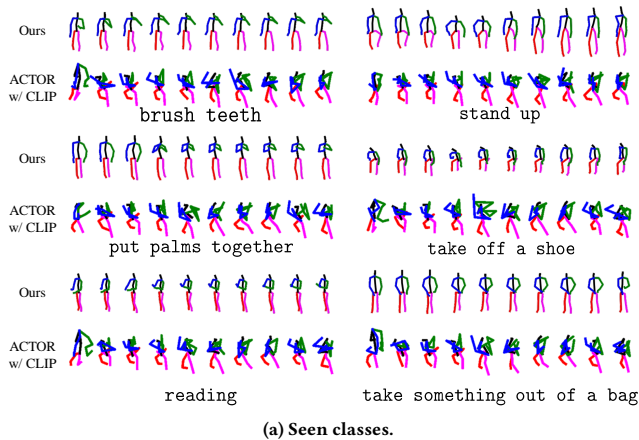 Ours
ACTOR
w/ CLIP
brush teeth
stand up
Ours
ACTOR
w/ CLIP
put palms together
take off a shoe
Ours
ACTOR
w/ CLIP
reading
take something out of a bag
(a) Seen classes.